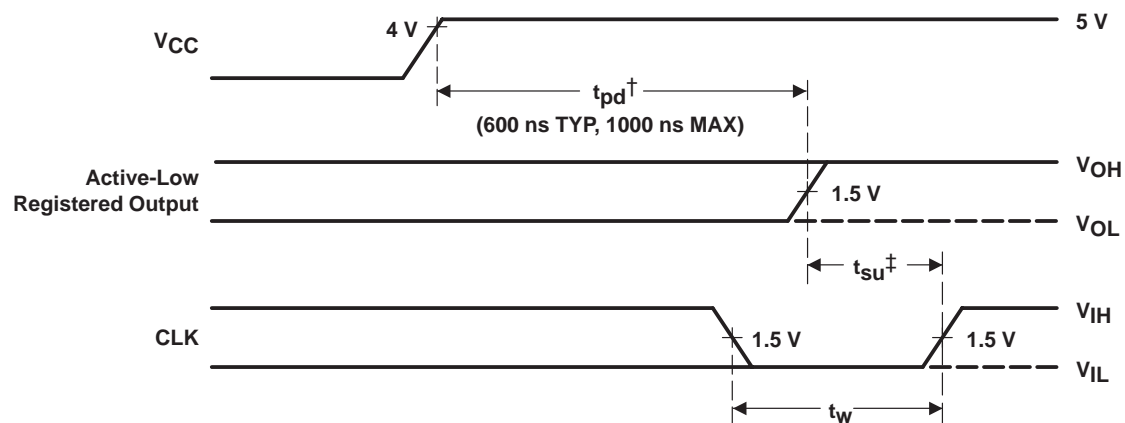 4 V
5 V
VCC
tpd†
(600 ns TYP, 1000 ns MAX)
Active-Low
Registered Output
VOH
1.5 V
VOL
tsu‡
CLK
VIH
1.5 V
1.5 V
VIL
tw